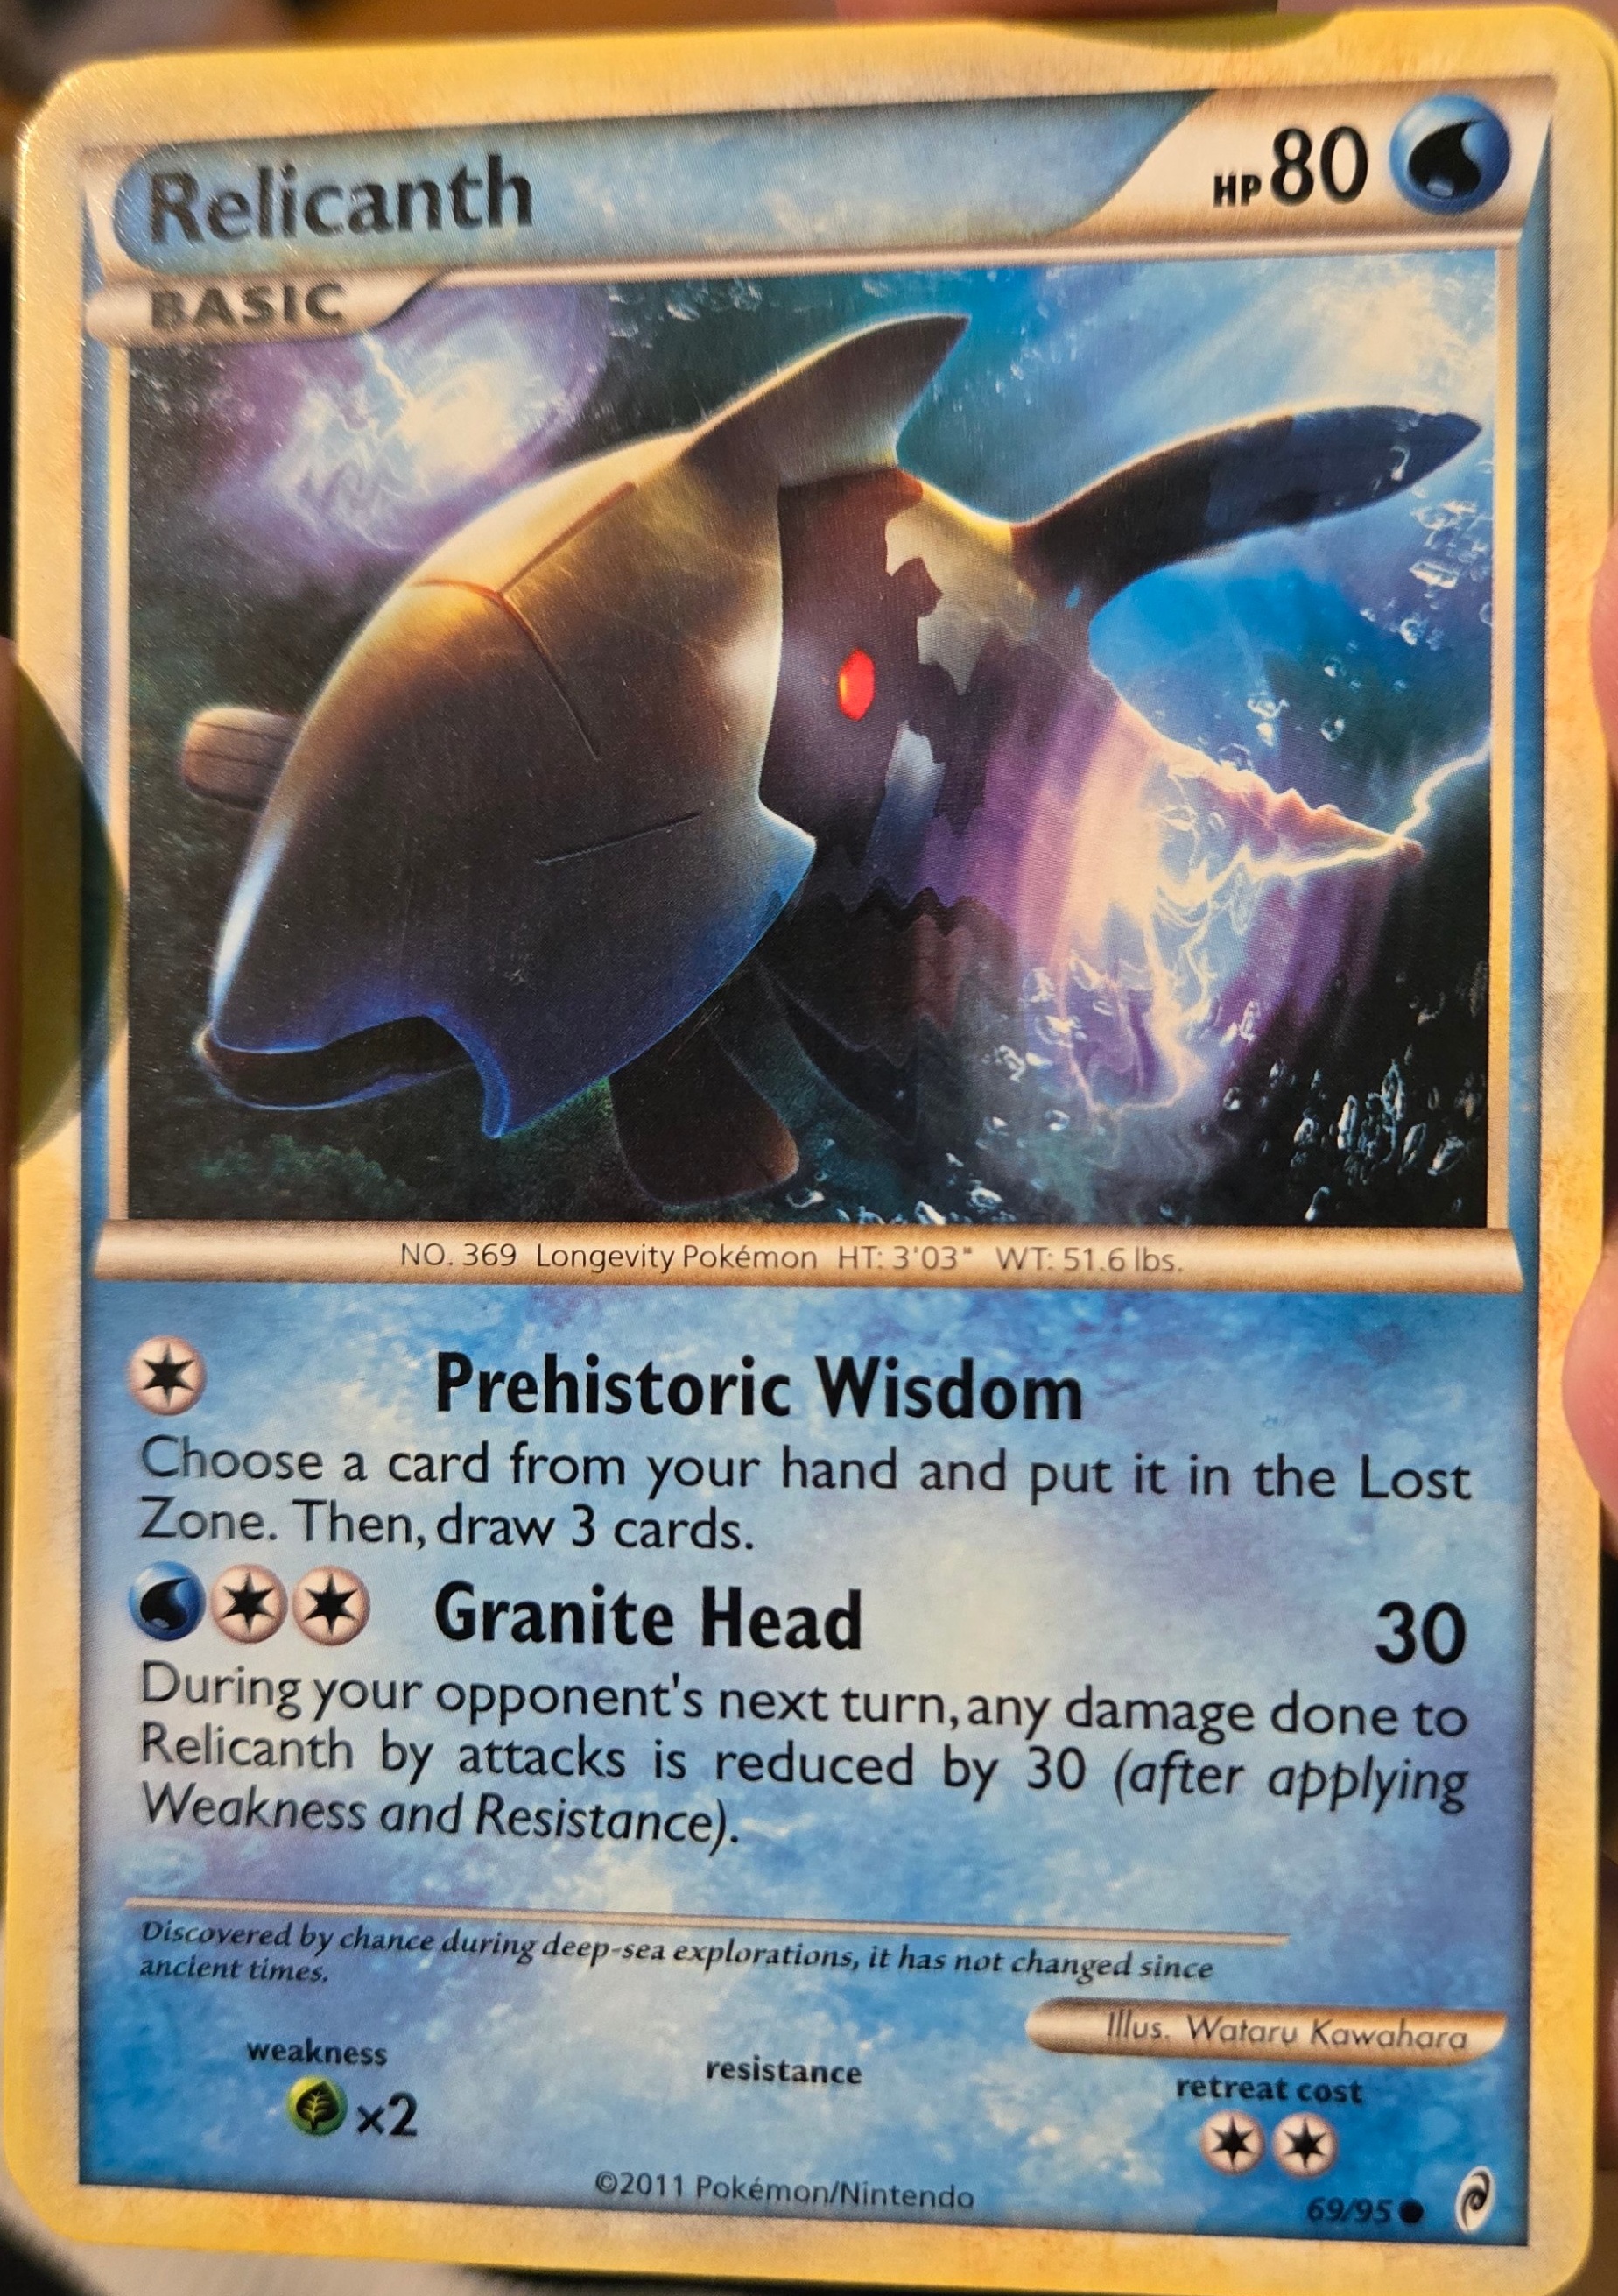 Relicanth
HP 80
BASIC
NO. 369 Longevity Pokémon HT: 3'03" WT: 51.6 lbs.
Prehistoric Wisdom
Choose a card from your hand and put it in the Lost
Zone. Then, draw 3 cards.
Granite Head 30
During your opponent's next turn, any damage done to
Relicanth by attacks is reduced by 30 (after applying
Weakness and Resistance).
Discovered by chance during deep-sea explorations, it has not changed since
ancient times.
Illus. Wataru Kawahara
weakness resistance retreat cost
x2
©2011 Pokémon/Nintendo
69/95